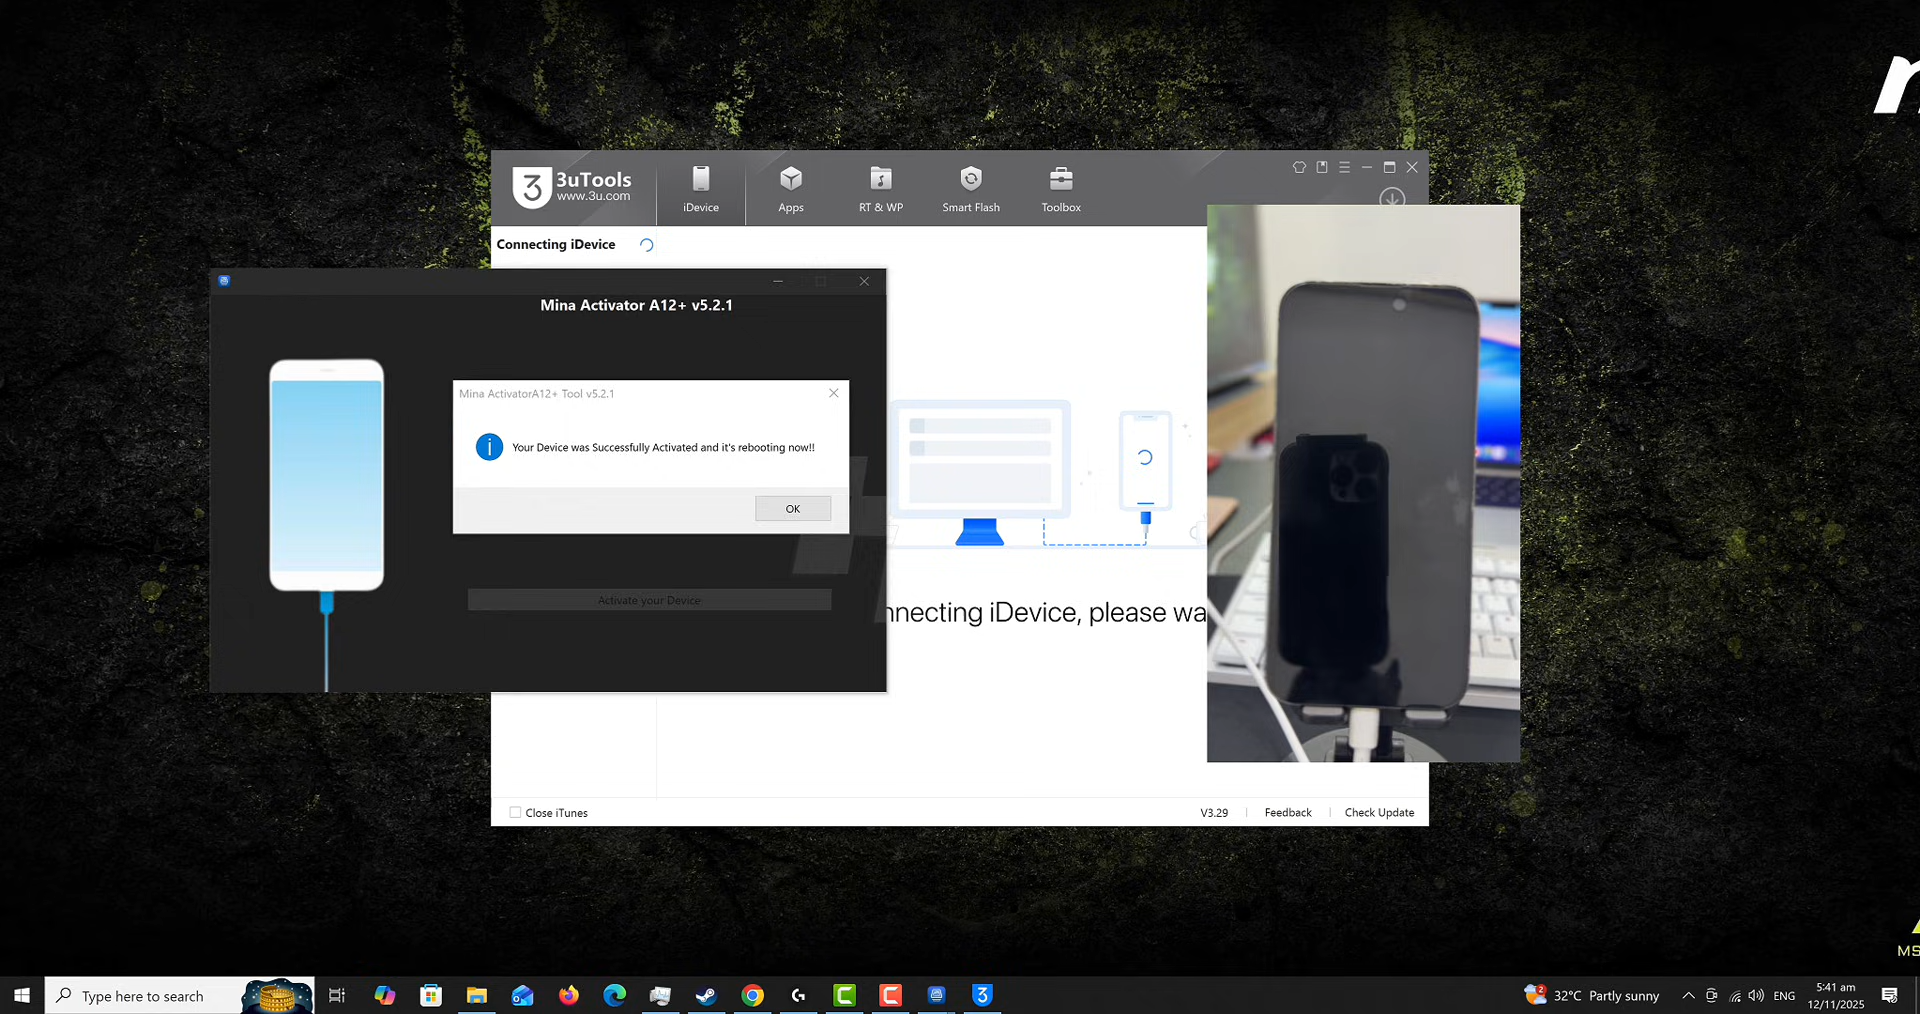 3uTools
www.3u.com
iDevice
Apps
RT & WP
Smart Flash
Toolbox
Connecting iDevice
Mina Activator A12+ v5.2.1
Mina ActivatorA12+ Tool v5.2.1
Your Device was Successfully Activated and it's rebooting now!!
OK
Activate your Device
nnecting iDevice, please wa
Close iTunes
V3.29
Feedback
Check Update
MS
Type here to search
2
32°C Partly sunny
ENG
5:41 am
12/11/2025